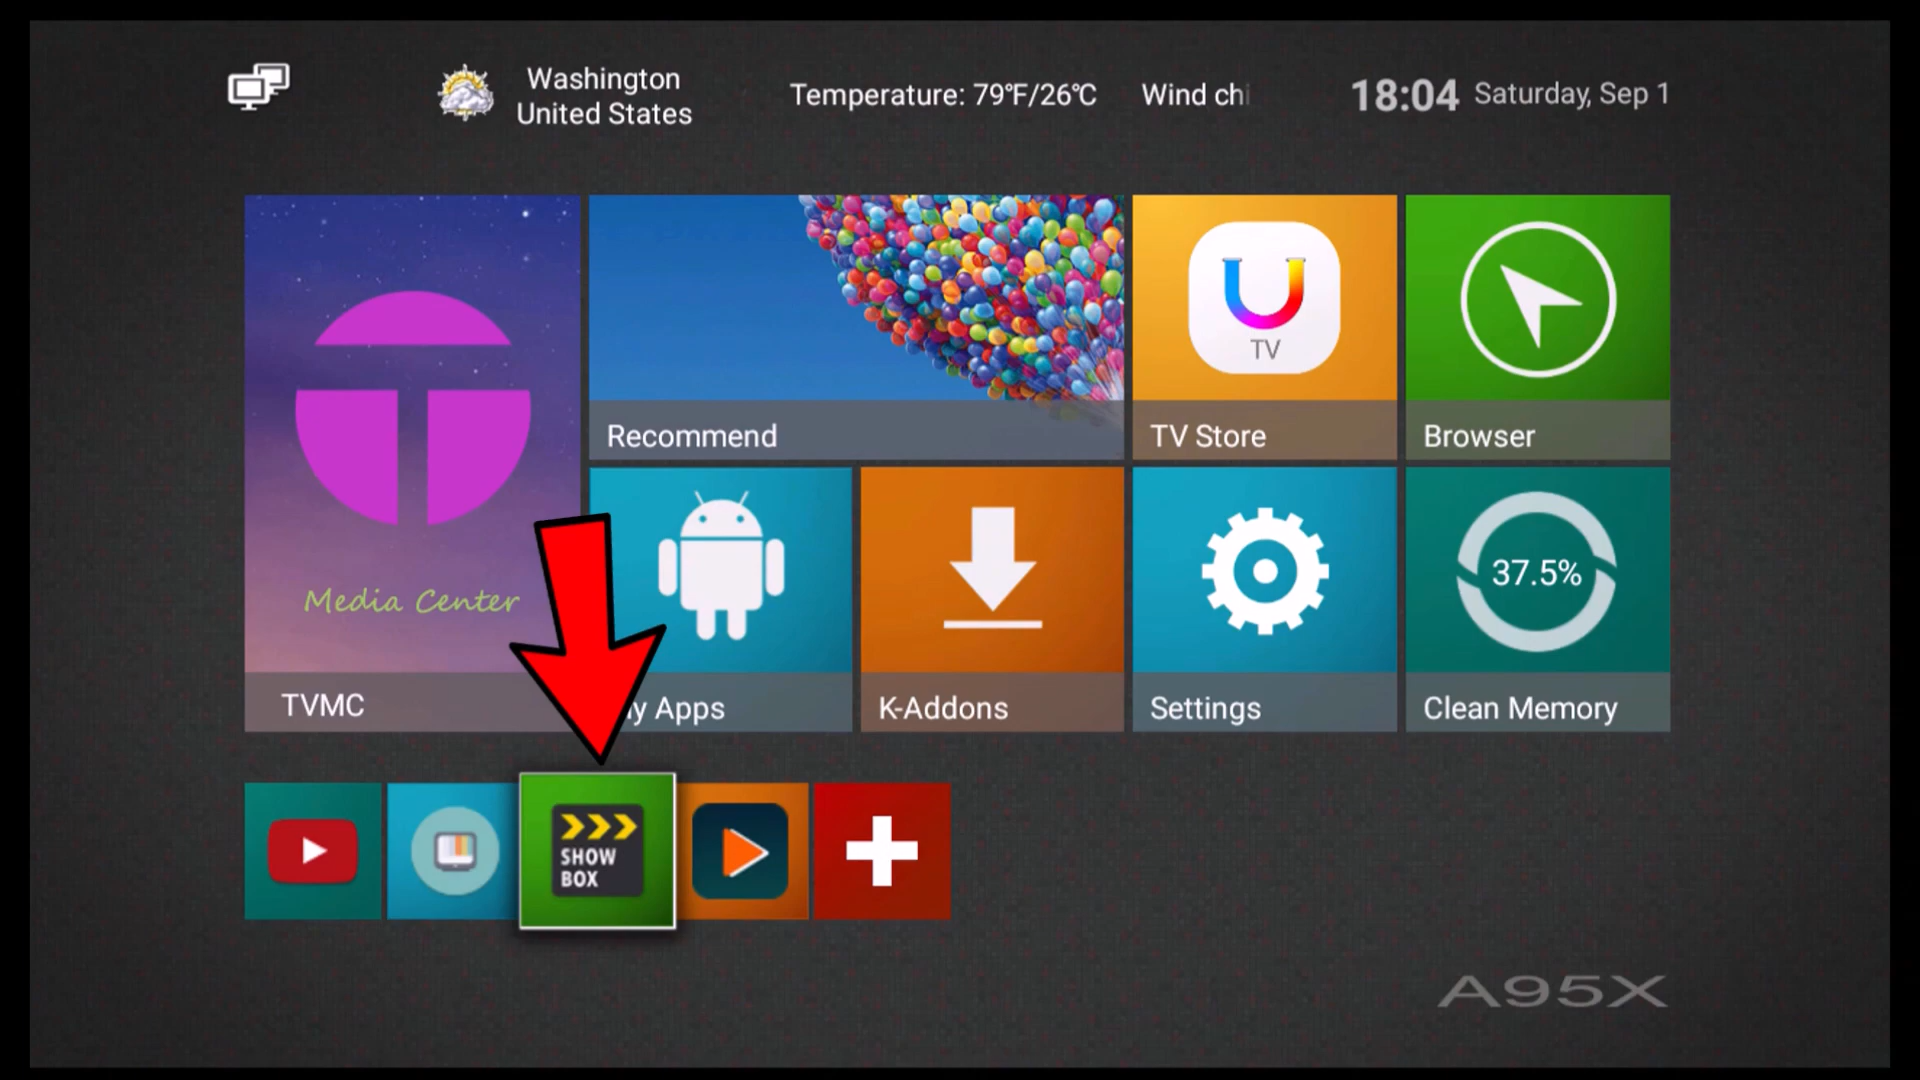 Washington
United States
Temperature: 79°F/26°C
Wind chi
18:04
Saturday, Sep 1
Media Center
TVMC
Recommend
TV
TV Store
Browser
y Apps
K-Addons
Settings
37.5%
Clean Memory
SHOW
BOX
A95X